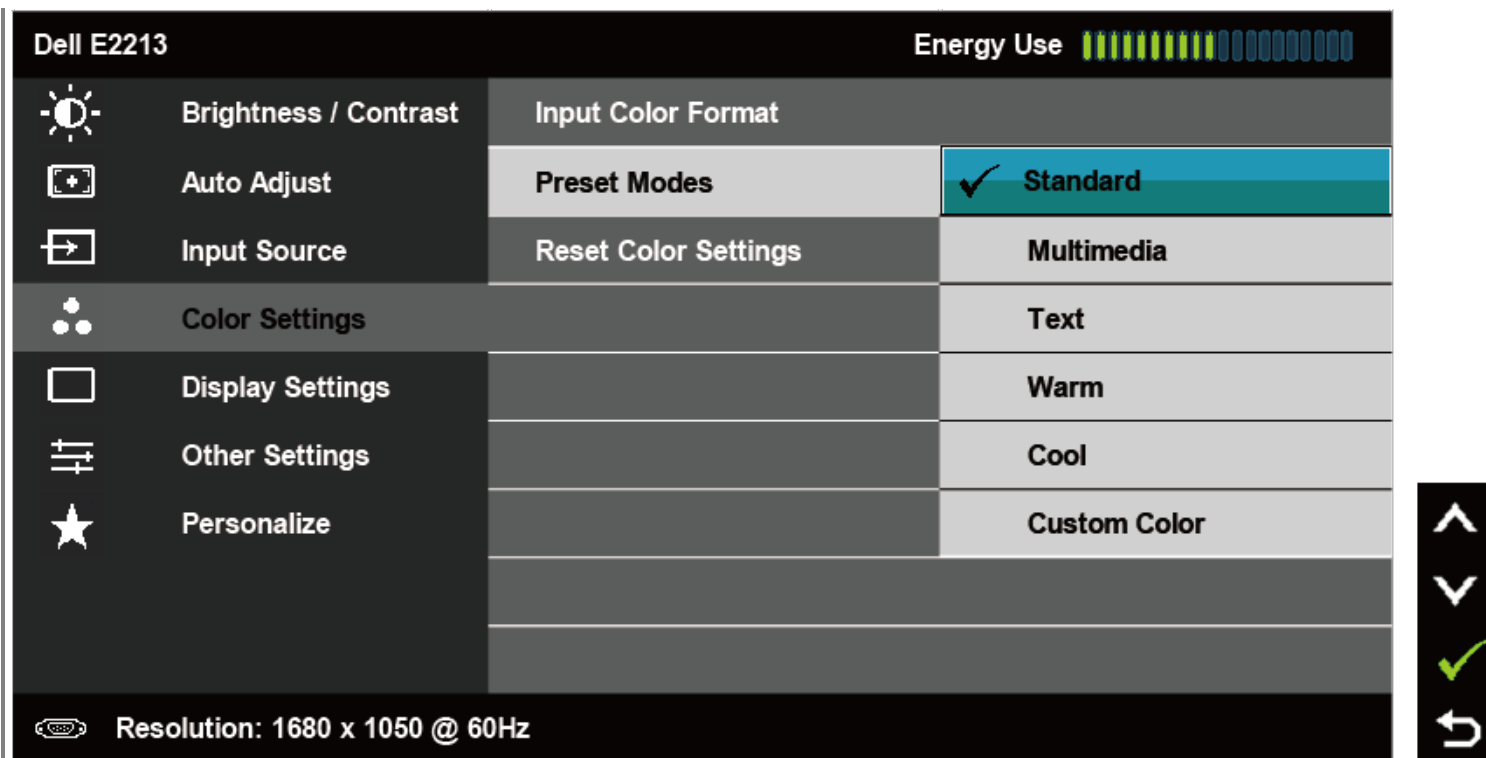 Dell E2213 Energy Use
Brightness / Contrast Input Color Format
Auto Adjust Preset Modes Standard
Input Source Reset Color Settings Multimedia
Color Settings Text
Display Settings Warm
Other Settings Cool
Personalize Custom Color
Resolution: 1680 x 1050 @ 60Hz